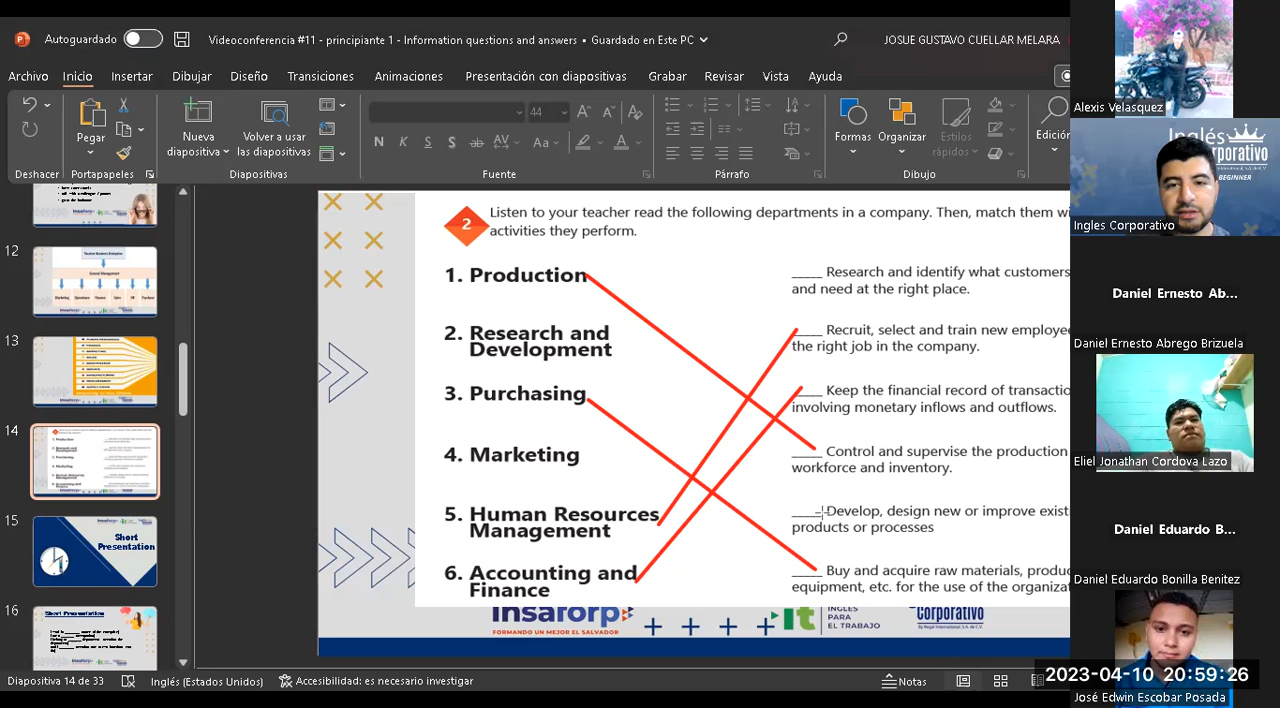 Autoguardado
Videoconferencia #11 - principiante 1 - Information questions and answers • Guardado en Este PC
JOSUE GUSTAVO CUELLAR MELARA
Archivo Inicio Insertar Dibujar Diseño Transiciones Animaciones Presentación con diapositivas Grabar Revisar Vista Ayuda
Pegar
Nueva diapositiva
Volver a usar las diapositivas
44
N K S S ab AV Aa A
Formas Organizar Estilos rápidos Edición
Deshacer Portapapeles Diapositivas Fuente Párrafo Dibujo
12
13
14
15
Short
Presentation
16
Short Presentation
2
Listen to your teacher read the following departments in a company. Then, match them
activities they perform.
1. Production
2. Research and
Development
3. Purchasing
4. Marketing
5. Human Resources
Management
6. Accounting and
Finance
_____ Research and identify what customers
and need at the right place.
_____ Recruit, select and train new
the right job in the company.
_____ Keep the financial record of
involving monetary inflows and outflows.
_____ Control and supervise the production
workforce and inventory.
_____ Develop, design new or improve
products or processes
_____ Buy and acquire raw materials,
equipment, etc. for the use of the
insaforp
FORMANDO UN MEJOR EL SALVADOR
INGLÉS
PARA
EL TRABAJO
Corporativo
Diapositiva 14 de 33
Inglés (Estados Unidos)
Accesibilidad: es necesario investigar
Notas
Alexis Velasquez
Inglés
BEGINNER
Ingles Corporativo
Daniel Ernesto Ab...
Daniel Ernesto Abrego Brizuela
Eliel Jonathan Cordova Lazo
Daniel Eduardo B...
Daniel Eduardo Bonilla Benitez
2023-04-10 20:59:26
José Edwin Escobar Posada